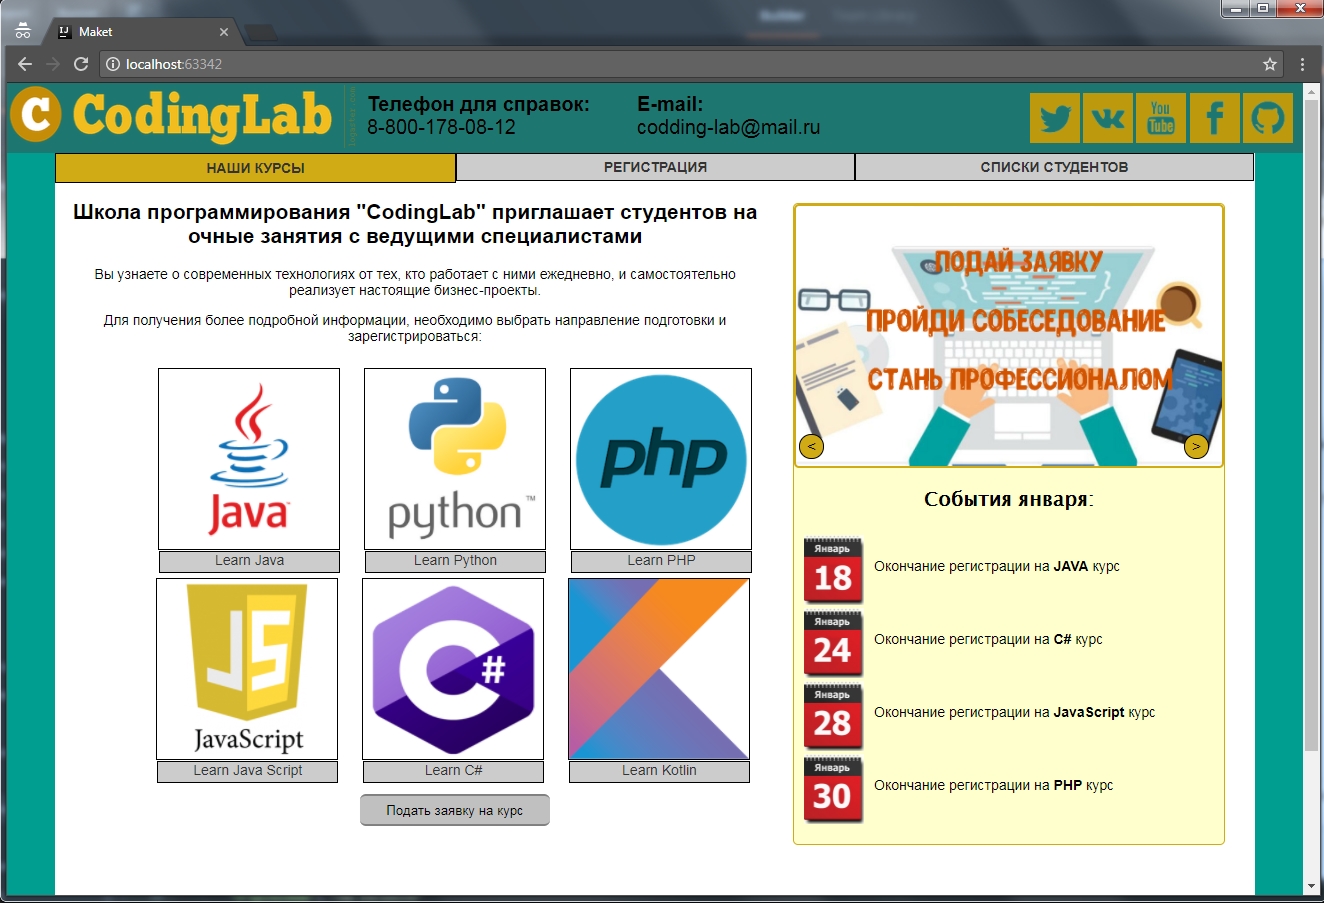 Maket
localhost:63342
C CodingLab
Телефон для справок:
8-800-178-08-12
E-mail:
codding-lab@mail.ru
You
Tube
НАШИ КУРСЫ
РЕГИСТРАЦИЯ
СПИСКИ СТУДЕНТОВ
Школа программирования "CodingLab" приглашает студентов на
очные занятия с ведущими специалистами
Вы узнаете о современных технологиях от тех, кто работает с ними ежедневно, и самостоятельно
реализует настоящие бизнес-проекты.
Для получения более подробной информации, необходимо выбрать направление подготовки и
зарегистрироваться:
Java
python™
php
Learn Java
Learn Python
Learn PHP
JS
JavaScript
C#
Learn Java Script
Learn C#
Learn Kotlin
Подать заявку на курс
ПОДАЙ ЗАЯВКУ
ПРОЙДИ СОБЕСЕДОВАНИЕ
СТАНЬ ПРОФЕССИОНАЛОМ
< >
События января:
Январь
18
Окончание регистрации на JAVA курс
Январь
24
Окончание регистрации на C# курс
Январь
28
Окончание регистрации на JavaScript курс
Январь
30
Окончание регистрации на PHP курс